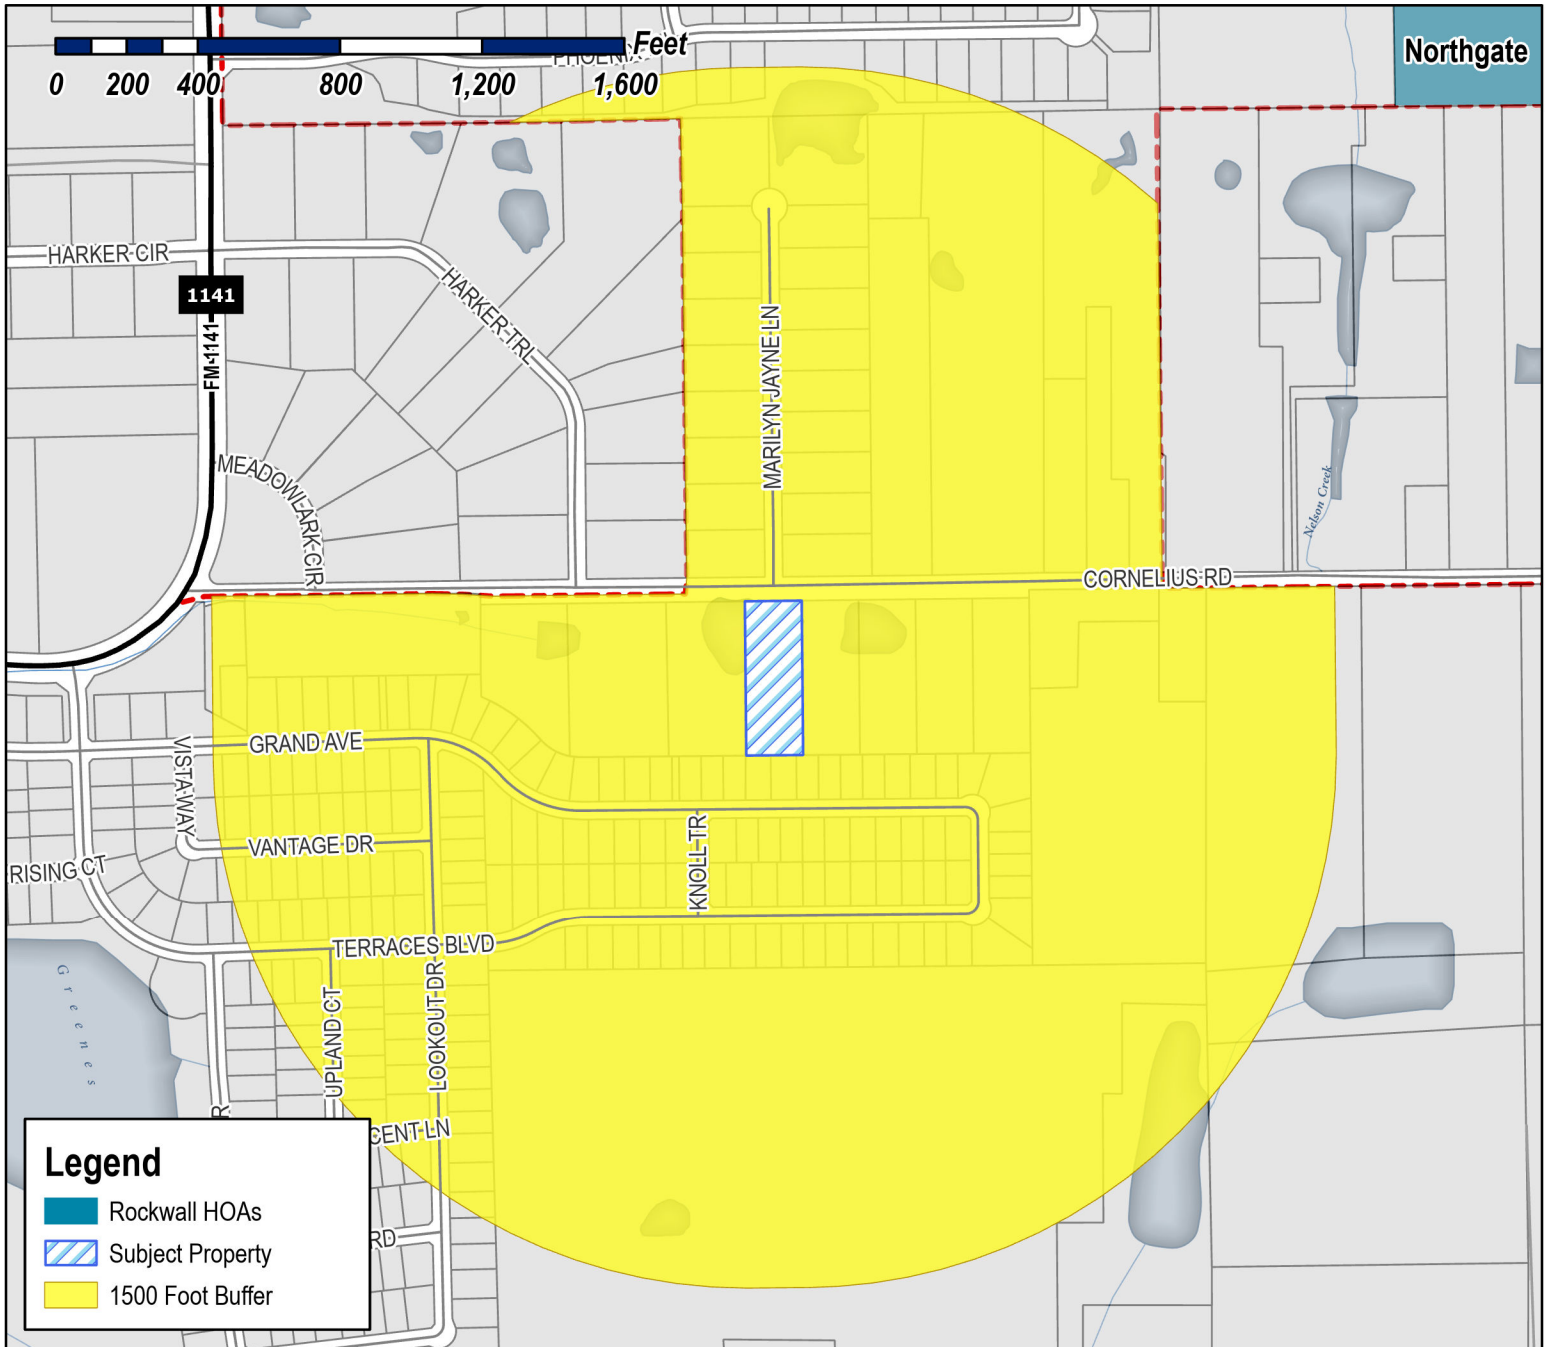 Feet
0 200 400 800 1,200 1,600
Northgate
HARKER CIR
1141
FM-1141
HARKER TRL
MARILYN JAYNE LN
MEADOWLARK CIR
Nelson Creek
CORNELIUS RD
GRAND AVE
VISTA WAY
VANTAGE DR
KNOLL TR
RISING CT
TERRACES BLVD
Greenes
UPLAND CT
LOOKOUT DR
R
CENT LN
RD
Legend
Rockwall HOAs
Subject Property
1500 Foot Buffer